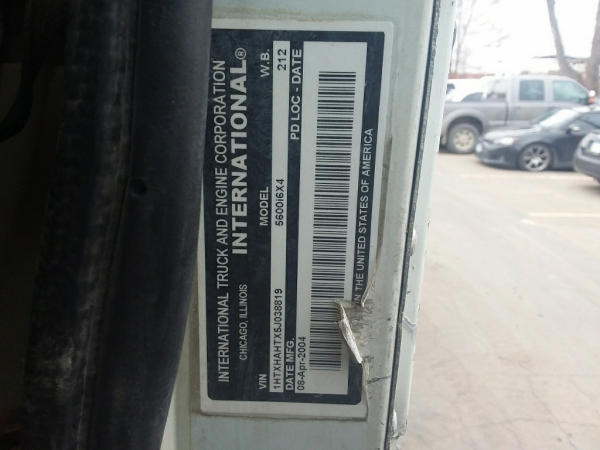 INTERNATIONAL TRUCK AND ENGINE CORPORATION
CHICAGO, ILLINOIS
INTERNATIONAL®
VIN MODEL W.B.
1HTXHAHTX5J038819 5600i6X4 212
DATE MFG. PD LOC - DATE
08-Apr-2004
IN THE UNITED STATES OF AMERICA